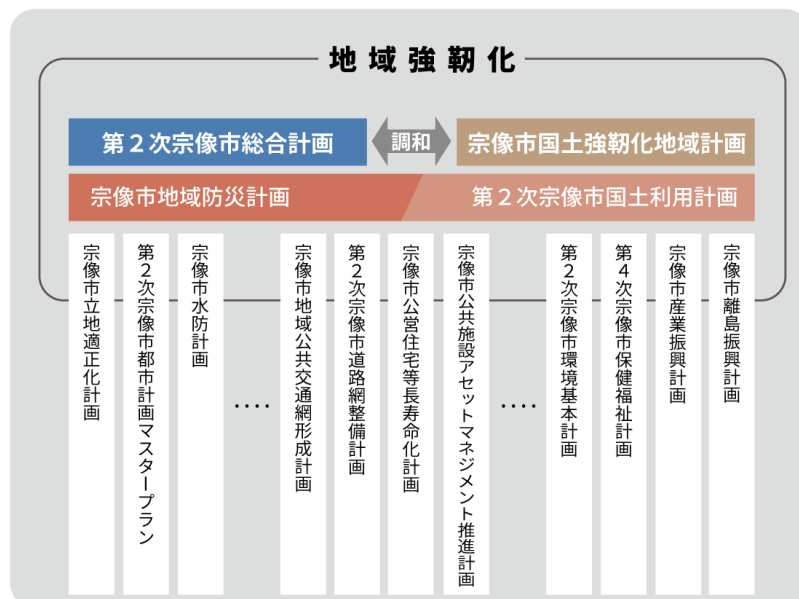 地域強靭化
第２次宗像市総合計画
調和
宗像市国土強靭化地域計画
宗像市地域防災計画
第２次宗像市国土利用計画
宗像市立地適正化計画
第２次宗像市都市計画マスタープラン
宗像市水防計画
‥‥
宗像市地域公共交通網形成計画
第２次宗像市道路網整備計画
宗像市公営住宅等長寿命化計画
宗像市公共施設アセットマネジメント推進計画
‥‥
第２次宗像市環境基本計画
第４次宗像市保健福祉計画
宗像市産業振興計画
宗像市離島振興計画